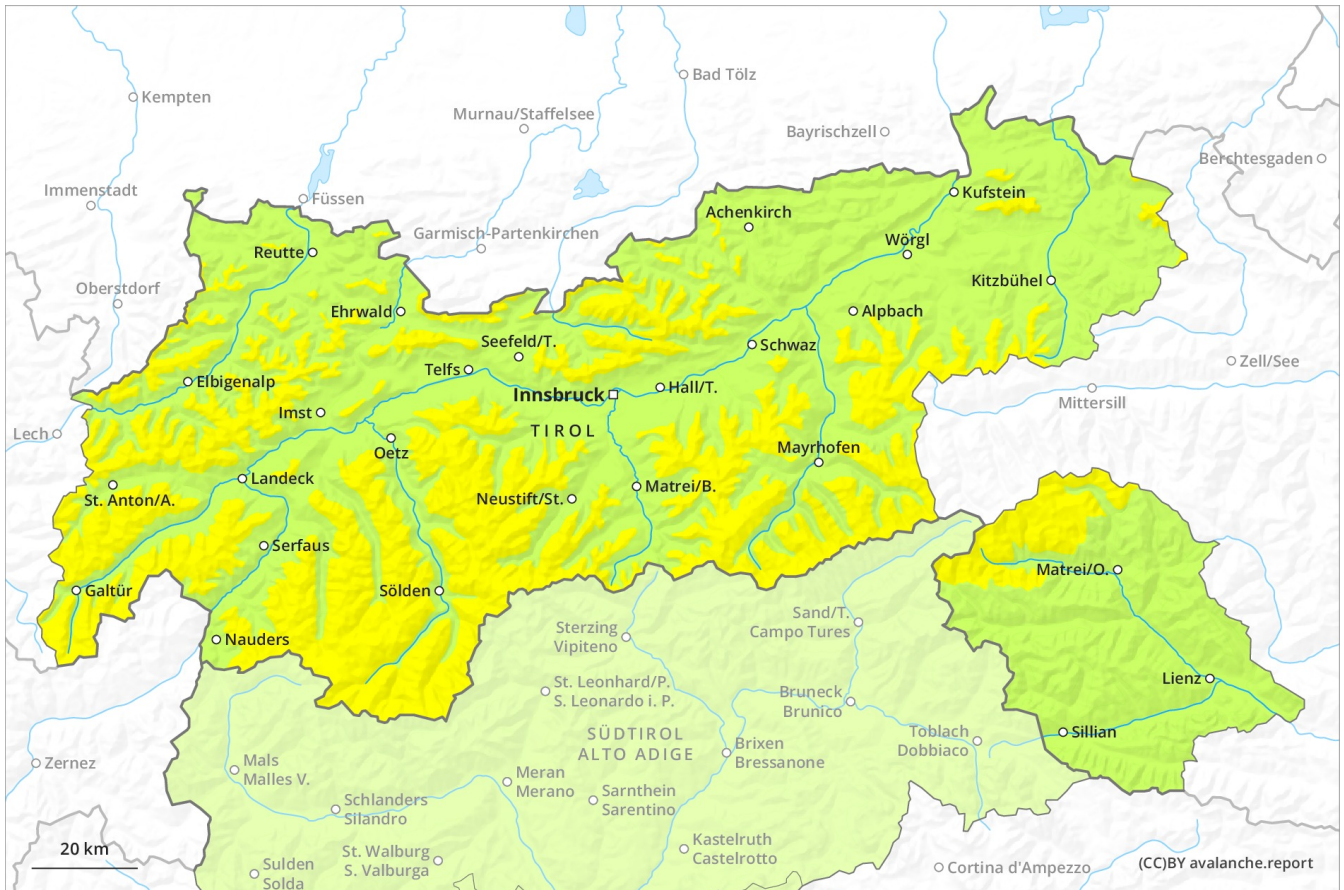 Bad Tölz
Kempten
Murnau/Staffelsee
Bayrischzell
Berchtesgaden
Immenstadt
Füssen
Kufstein
Achenkirch
Garmisch-Partenkirchen
Reutte
Wörgl
Oberstdorf
Kitzbühel
Ehrwald
Alpbach
Seefeld/T.
Schwaz
Zell/See
Telfs
Elbigenalp
Hall/T.
Innsbruck
Mittersill
Imst
Lech
TIROL
Oetz
Mayrhofen
Landeck
St. Anton/A.
Neustift/St.
Matrei/B.
Serfaus
Matrei/O.
Galtür
Sölden
Sand/T.
Campo Tures
Sterzing
Vipiteno
Nauders
Lienz
St. Leonhard/P.
S. Leonardo i. P.
Bruneck
Brunico
SÜDTIROL
ALTO ADIGE
Toblach
Dobbiaco
Sillian
Brixen
Bressanone
Zernez
Mals
Malles V.
Meran
Merano
Sarnthein
Sarentino
Schlanders
Silandro
20 km
Kastelruth
Castelrotto
St. Walburg
S. Valburga
Sulden
Solda
Cortina d'Ampezzo
(CC)BY avalanche.report